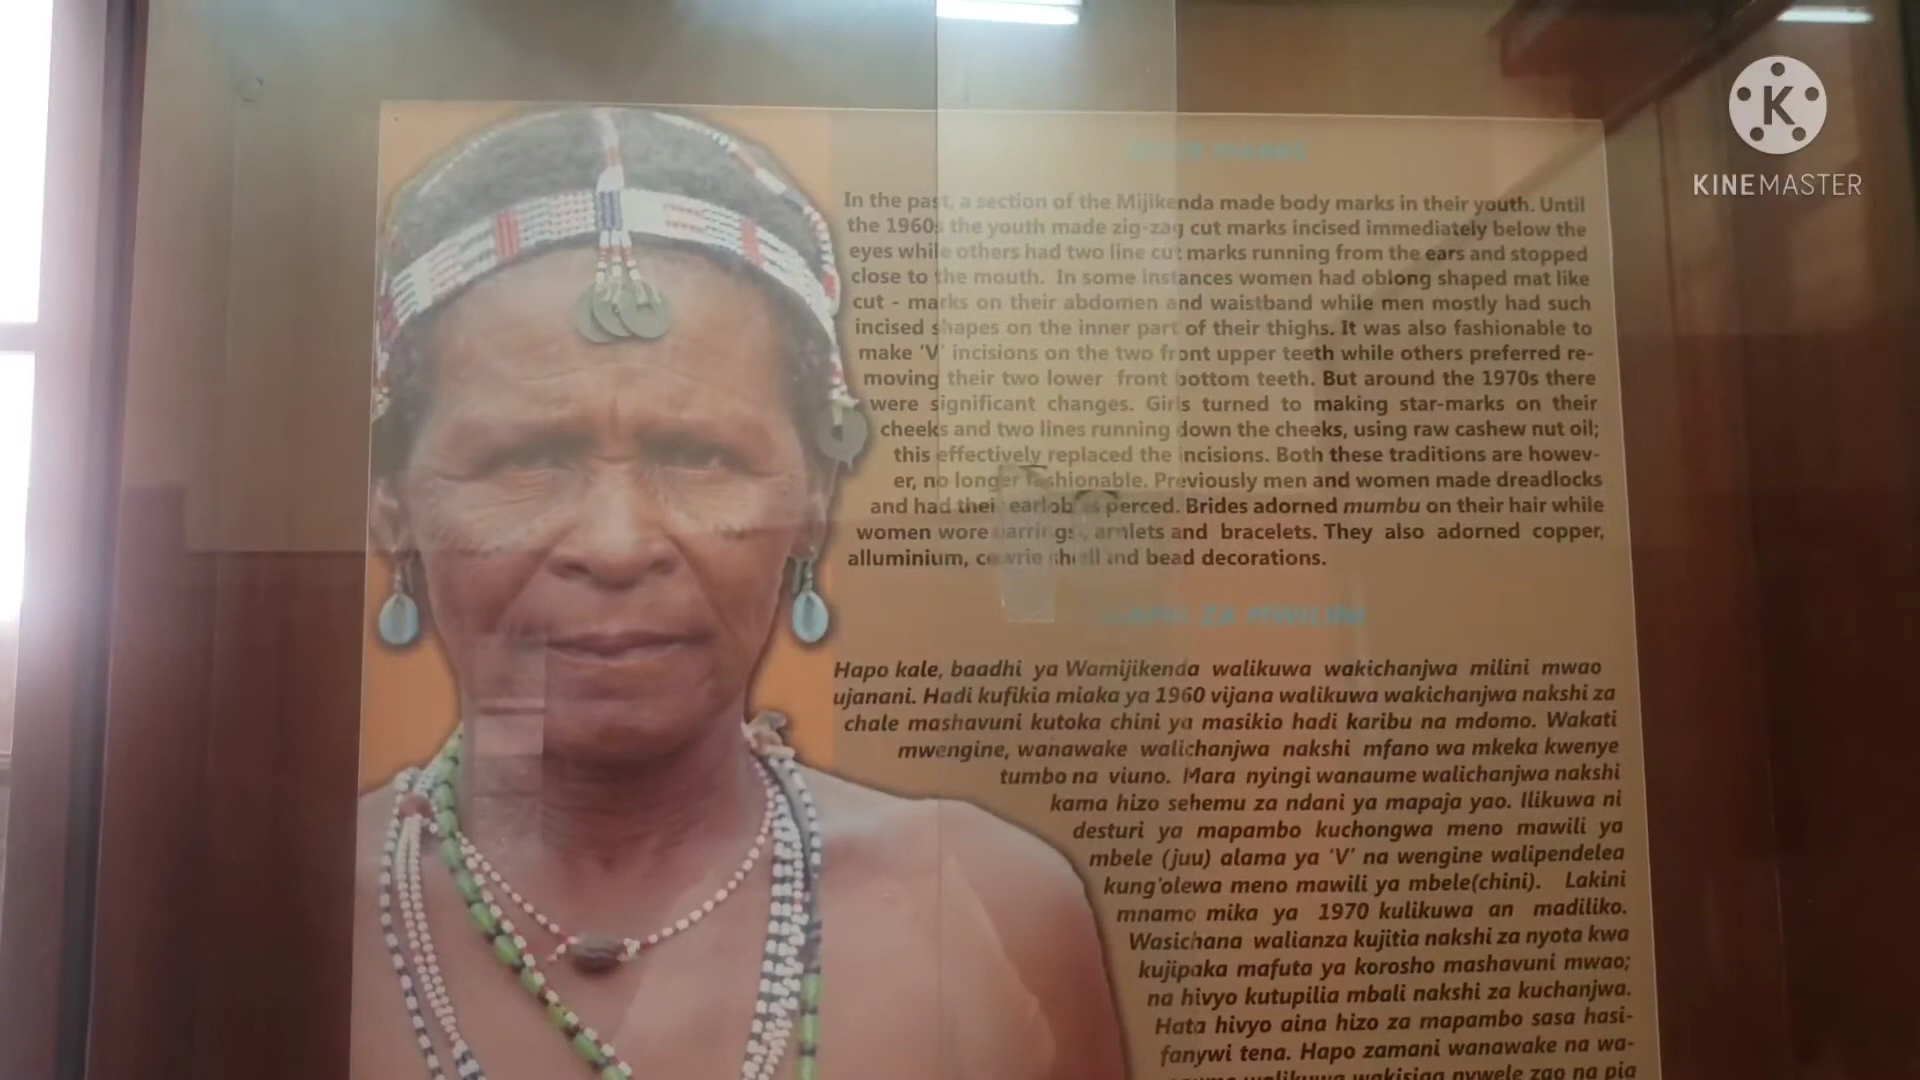 KINEMASTER
In the past, a section of the Mijikenda made body marks in their youth. Until
the 1960s the youth made zig-zag cut marks incised immediately below the
eyes while others had two line cut marks running from the ears and stopped
close to the mouth. In some instances women had oblong shaped mat like
cut - marks on their abdomen and waistband while men mostly had such
incised shapes on the inner part of their thighs. It was also fashionable to
make ‘V’ incisions on the two front upper teeth while others preferred re-
moving their two lower front bottom teeth. But around the 1970s there
were significant changes. Girls turned to making star-marks on their
cheeks and two lines running down the cheeks, using raw cashew nut oil;
this effectively replaced the incisions. Both these traditions are howev-
er, no longer fashionable. Previously men and women made dreadlocks
and had their earlobes perced. Brides adorned mumbu on their hair while
women wore earrings, armlets and bracelets. They also adorned copper,
alluminium, cowrie shell and bead decorations.
ZA MWILINI
Hapo kale, baadhi ya Wamijikenda walikuwa wakichanjwa milini mwao
ujanani. Hadi kufikia miaka ya 1960 vijana walikuwa wakichanjwa nakshi za
chale mashavuni kutoka chini ya masikio hadi karibu na mdomo. Wakati
mwengine, wanawake walichanjwa nakshi mfano wa mkeka kwenye
tumbo na viuno. Mara nyingi wanaume walichanjwa nakshi
kama hizo sehemu za ndani ya mapaja yao. Ilikuwa ni
desturi ya mapambo kuchongwa meno mawili ya
mbele (juu) alama ya ‘V’ na wengine walipendelea
kung’olewa meno mawili ya mbele(chini). Lakini
mnamo mika ya 1970 kulikuwa an madiliko.
Wasichana walianza kujitia nakshi za nyota kwa
kujipaka mafuta ya korosho mashavuni mwao;
na hivyo kutupilia mbali nakshi za kuchanjwa.
Hata hivyo aina hizo za mapambo sasa hasi-
fanywi tena. Hapo zamani wanawake na wa-
walikuwa wakisiga nywele zao na pia